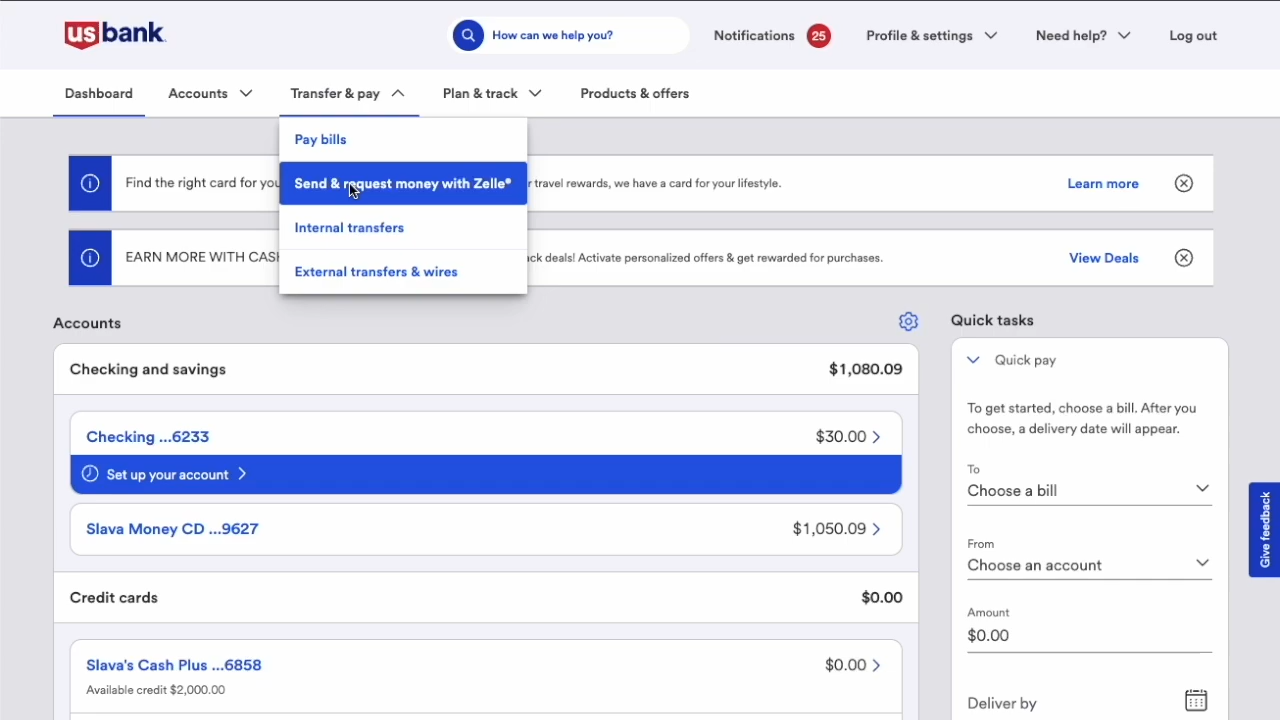 usbank
How can we help you?
Notifications 25
Profile & settings
Need help?
Log out
Dashboard
Accounts
Transfer & pay
Plan & track
Products & offers
Pay bills
Send & request money with Zelle®
Internal transfers
External transfers & wires
Find the right card for you
r travel rewards, we have a card for your lifestyle.
Learn more
EARN MORE WITH CASH
ack deals! Activate personalized offers & get rewarded for purchases.
View Deals
Accounts
Checking and savings $1,080.09
Checking ...6233 $30.00
Set up your account
Slava Money CD ...9627 $1,050.09
Credit cards $0.00
Slava's Cash Plus ...6858 $0.00
Available credit $2,000.00
Quick tasks
Quick pay
To get started, choose a bill. After you
choose, a delivery date will appear.
To
Choose a bill
From
Choose an account
Amount
$0.00
Deliver by
Give feedback